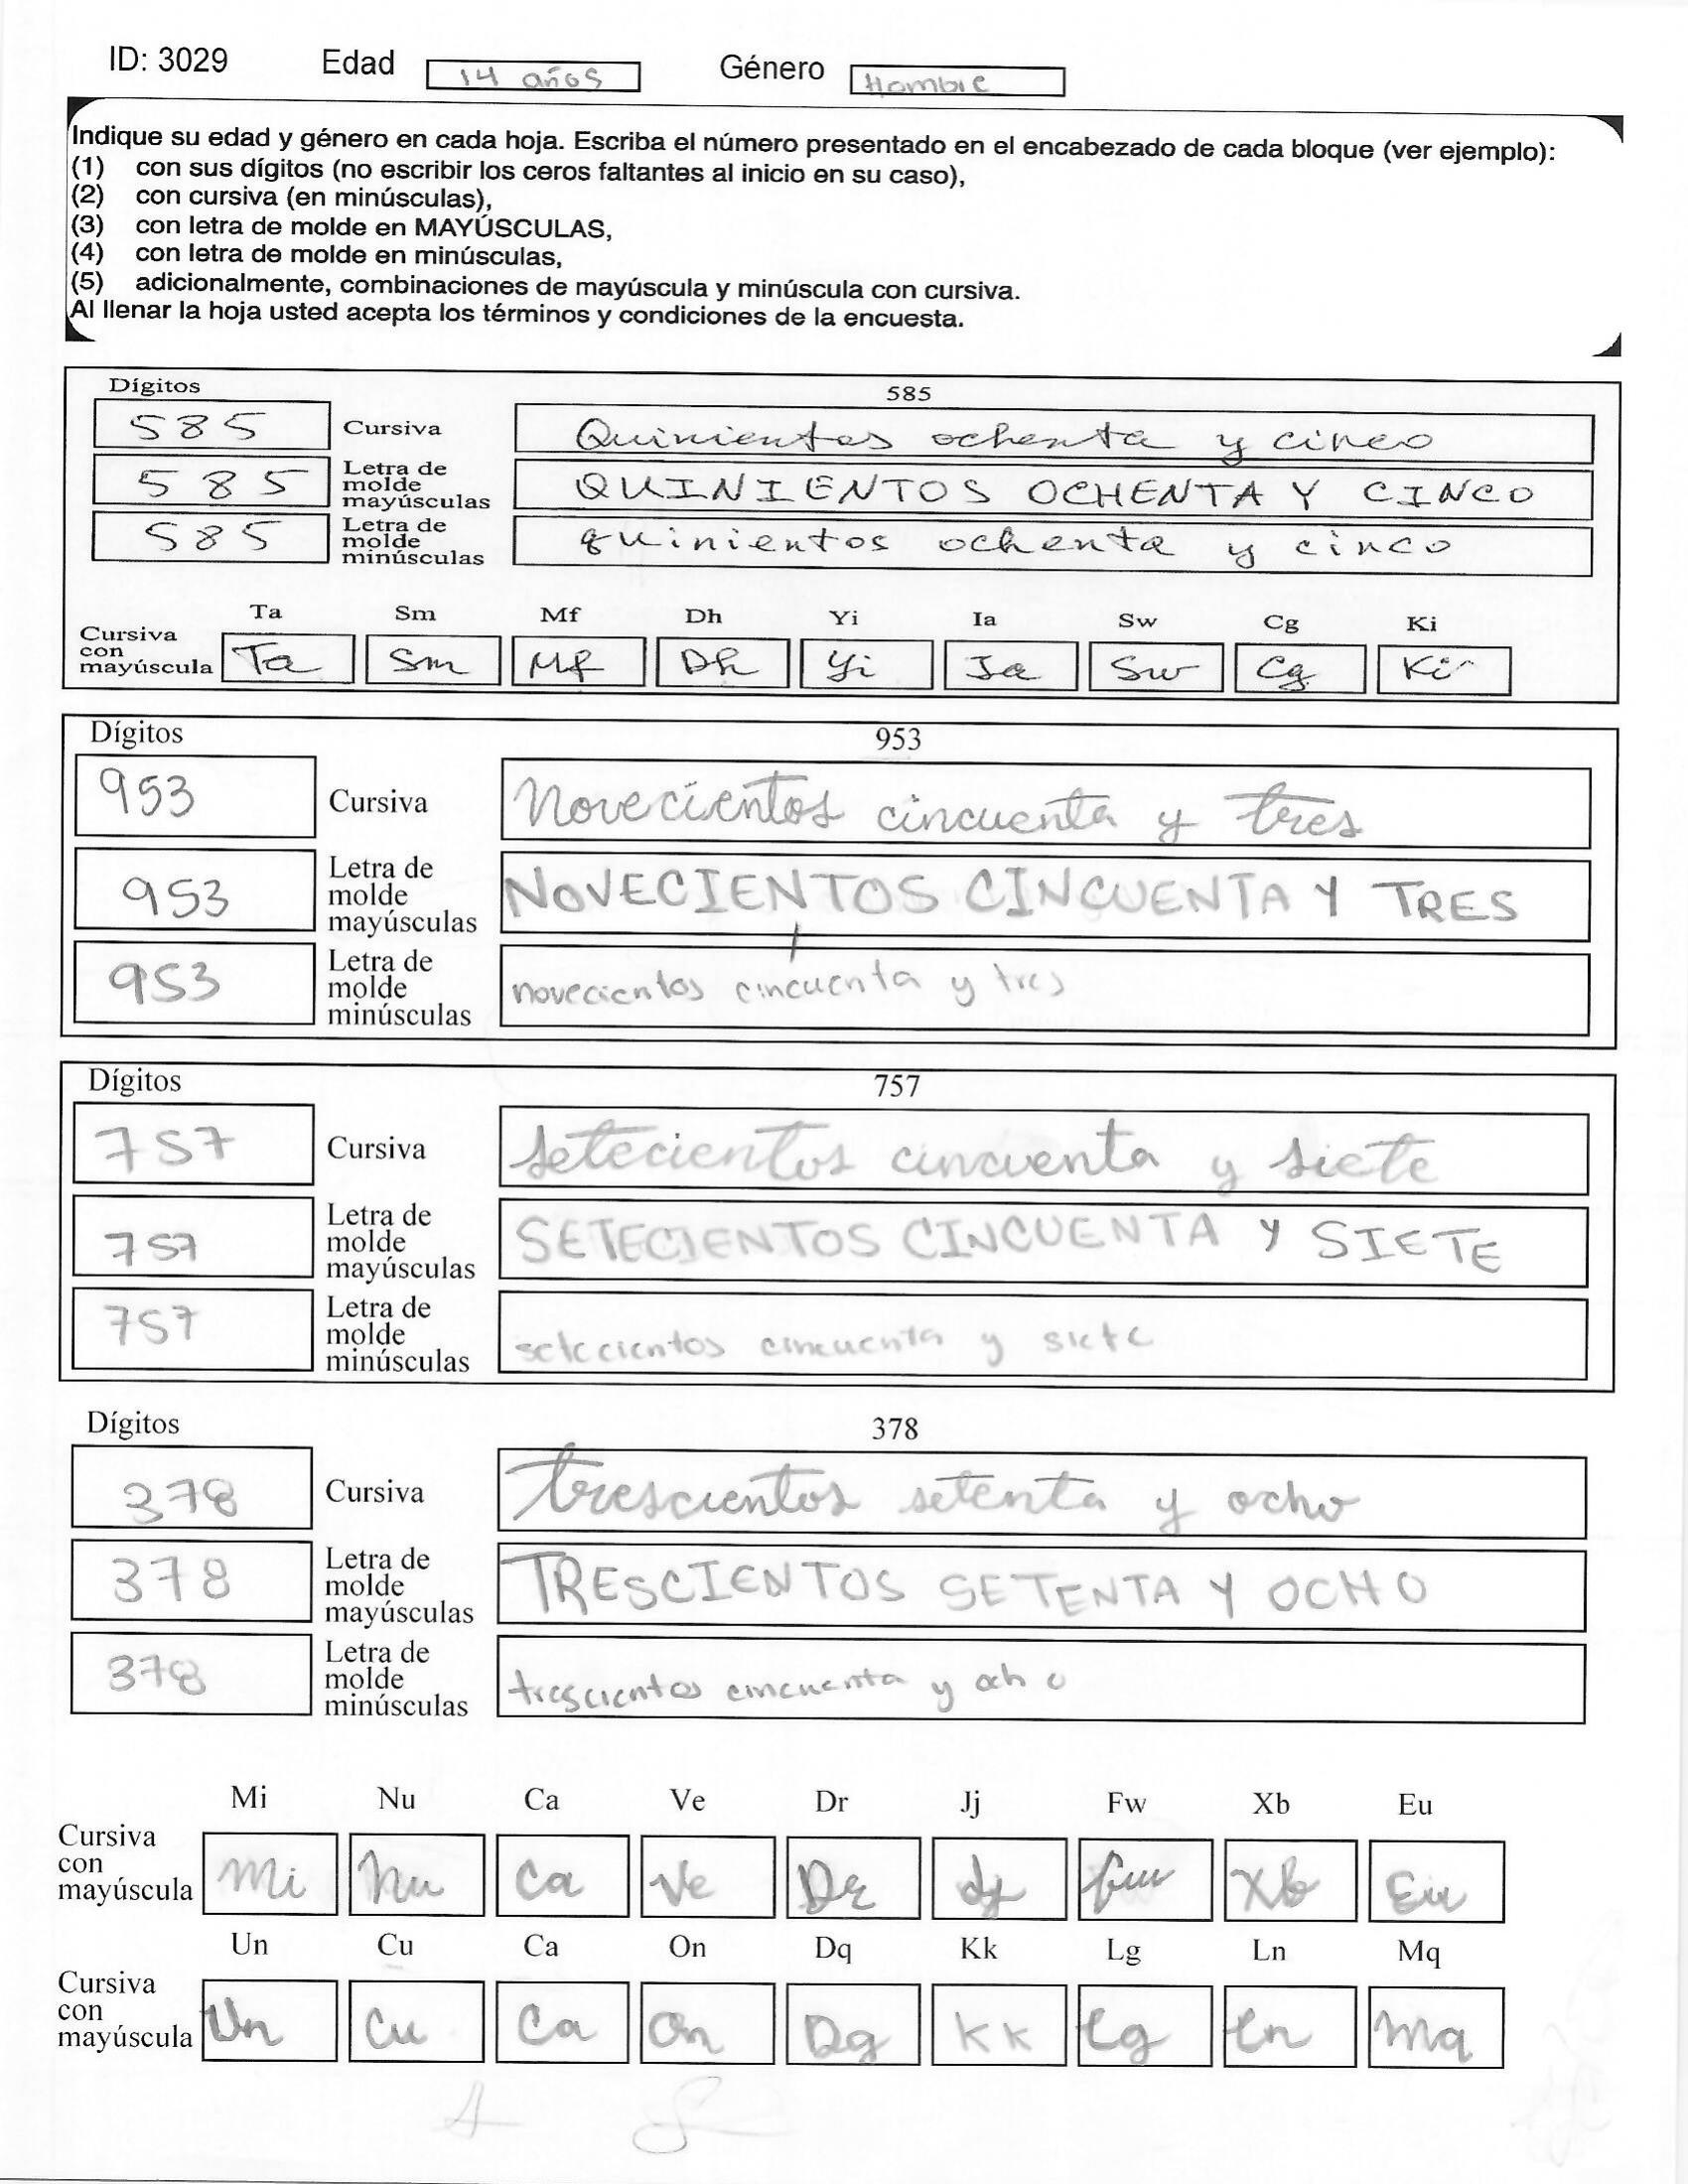 ID: 3029 Edad 14 años Género Hombre
Indique su edad y género en cada hoja. Escriba el número presentado en el encabezado de cada bloque (ver ejemplo):
(1) con sus dígitos (no escribir los ceros faltantes al inicio en su caso),
(2) con cursiva (en minúsculas),
(3) con letra de molde en MAYÚSCULAS,
(4) con letra de molde en minúsculas,
(5) adicionalmente, combinaciones de mayúscula y minúscula con cursiva.
Al llenar la hoja usted acepta los términos y condiciones de la encuesta.
Dígitos 585
585 Cursiva Quinientos ochenta y cinco
585 Letra de molde mayúsculas QUINIENTOS OCHENTA Y CINCO
585 Letra de molde minúsculas quinientos ochenta y cinco
Ta Sm Mf Dh Yi Ia Sw Cg Ki
Cursiva con mayúscula Ta Sm Mf Dh Yi Ia Sw Cg Ki
Dígitos 953
953 Cursiva Novecientos cincuenta y tres
953 Letra de molde mayúsculas NOVECIENTOS CINCUENTA Y TRES
953 Letra de molde minúsculas novecientos cincuenta y tres
Dígitos 757
757 Cursiva setecientos cincuenta y siete
757 Letra de molde mayúsculas SETECIENTOS CINCUENTA Y SIETE
757 Letra de molde minúsculas setecientos cincuenta y siete
Dígitos 378
378 Cursiva trescientos setenta y ocho
378 Letra de molde mayúsculas TRESCIENTOS SETENTA Y OCHO
378 Letra de molde minúsculas trescientos cincuenta y ocho
Mi Nu Ca Ve Dr Jj Fw Xb Eu
Cursiva con mayúscula Mi Nu Ca Ve Dr Jj Fw Xb Eu
Un Cu Ca On Dq Kk Lg Ln Mq
Cursiva con mayúscula Un Cu Ca On Dq Kk Lg Ln Mq